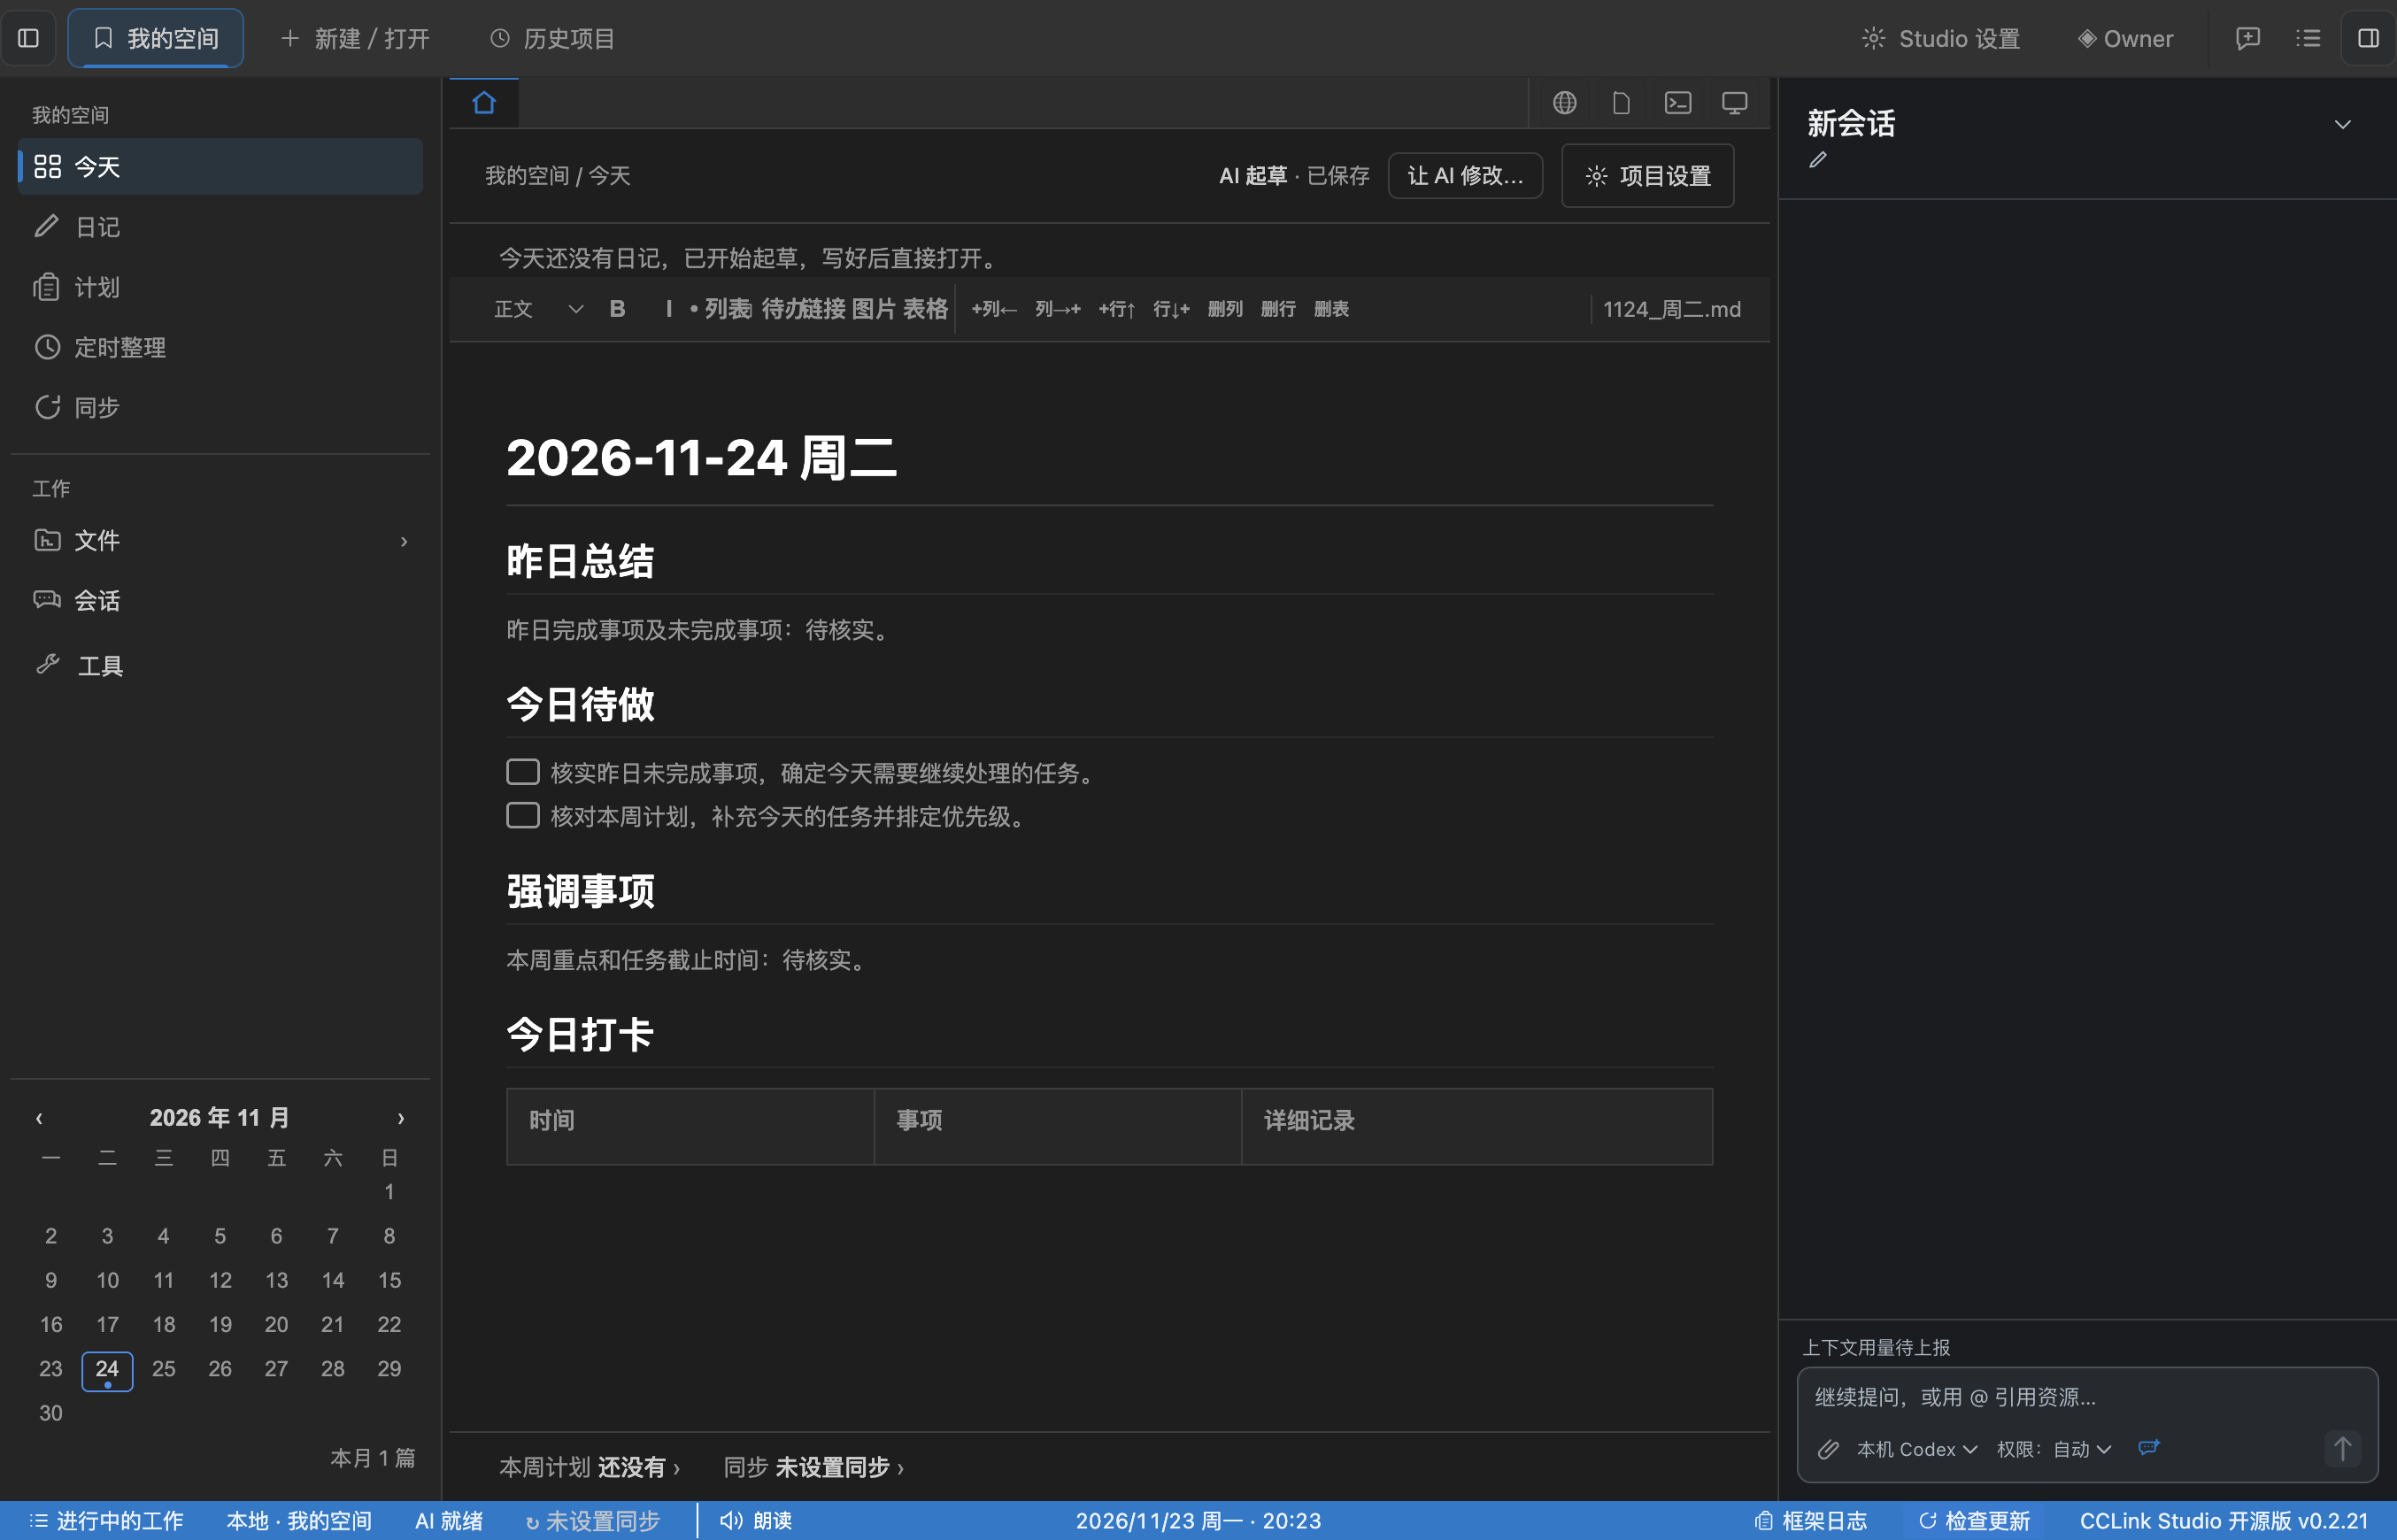 我的空间
新建 / 打开
历史项目
Studio 设置
Owner
我的空间
今天
日记
计划
定时整理
同步
工作
文件
会话
工具
2026 年 11 月
一 二 三 四 五 六 日
1
2 3 4 5 6 7 8
9 10 11 12 13 14 15
16 17 18 19 20 21 22
23 24 25 26 27 28 29
30
本月 1 篇
我的空间 / 今天
AI 起草 · 已保存
让 AI 修改...
项目设置
今天还没有日记，已开始起草，写好后直接打开。
正文 B I • 列表 待办 链接 图片 表格 +列← 列→+ +行↑ 行↓+ 删列 删行 删表
1124_周二.md
2026-11-24 周二
昨日总结
昨日完成事项及未完成事项：待核实。
今日待做
核实昨日未完成事项，确定今天需要继续处理的任务。
核对本周计划，补充今天的任务并排定优先级。
强调事项
本周重点和任务截止时间：待核实。
今日打卡
时间 事项 详细记录
本周计划 还没有 ›
同步 未设置同步 ›
新会话
上下文用量待上报
继续提问，或用 @ 引用资源...
本机 Codex
权限：自动
进行中的工作
本地 · 我的空间
AI 就绪
↻ 未设置同步
朗读
2026/11/23 周一 · 20:23
框架日志
检查更新
CCLink Studio 开源版 v0.2.21